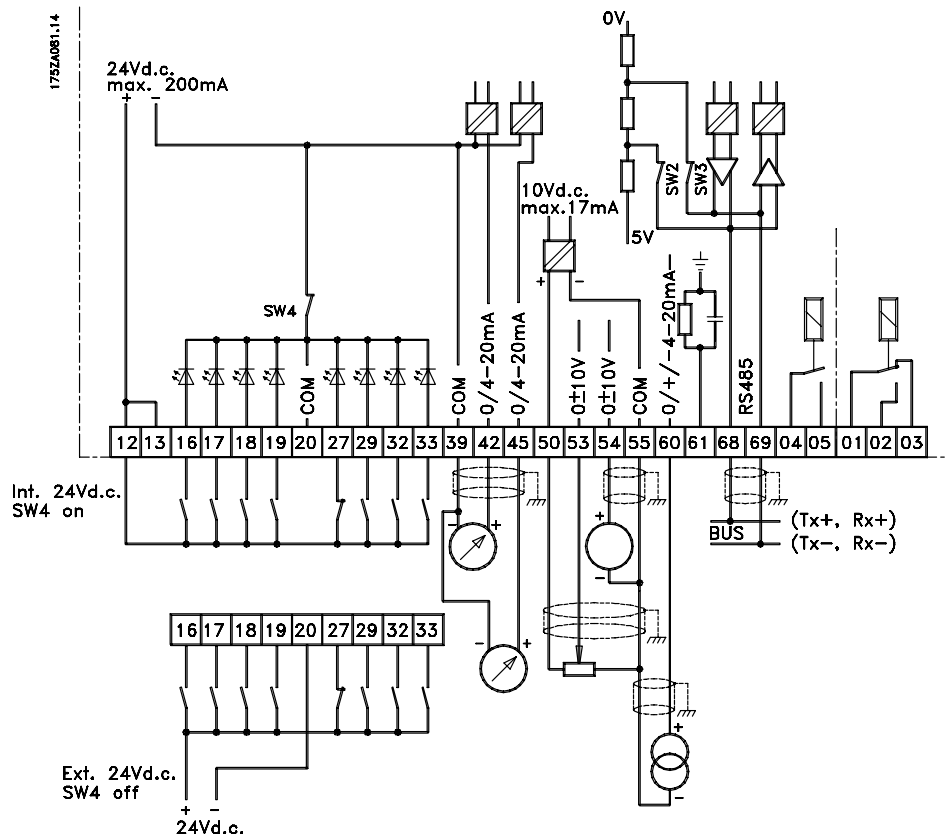 175ZA081.14
24Vd.c.
max. 200mA
+ -
0V
SW2
SW3
5V
10Vd.c.
max.17mA
+ -
SW4
COM
COM
0/4-20mA
0/4-20mA
0±10V
0±10V
COM
0/+/-4-20mA-
RS485
12 13 16 17 18 19 20 27 29 32 33 39 42 45 50 53 54 55 60 61 68 69 04 05 01 02 03
Int. 24Vd.c.
SW4 on
- +
+
-
BUS
(Tx+, Rx+)
(Tx-, Rx-)
16 17 18 19 20 27 29 32 33
- +
+
-
Ext. 24Vd.c.
SW4 off
+ -
24Vd.c.